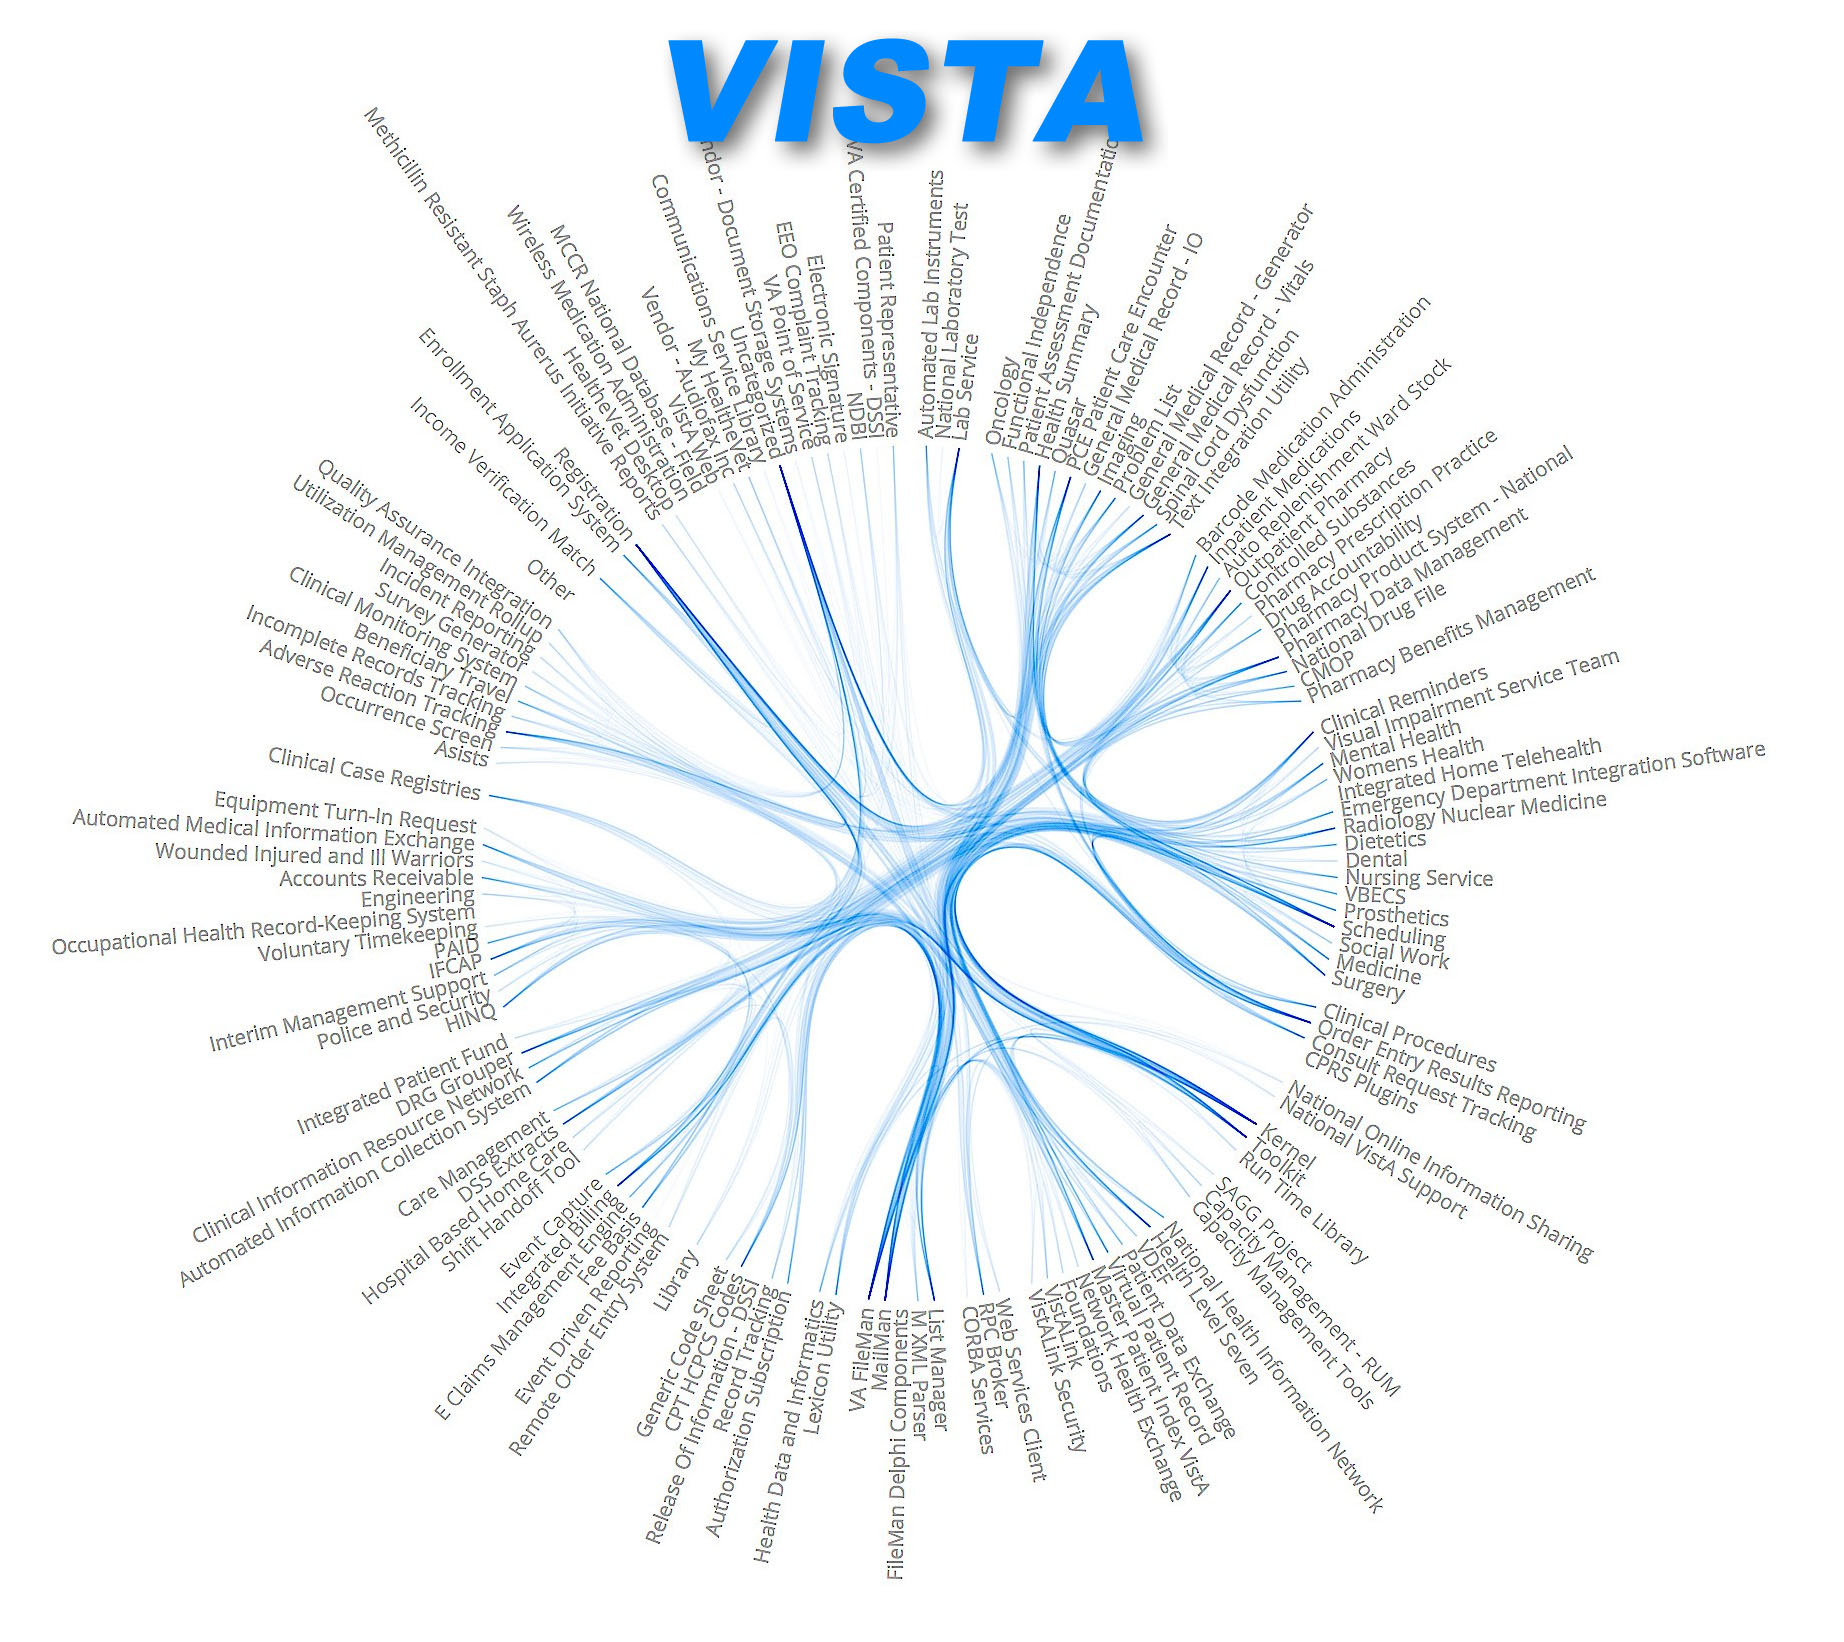 VISTA
Automated Lab Instruments
National Laboratory Test
Lab Service
Oncology
Functional Independence
Patient Assessment Documentatio
Health Summary
Quasar
PCE Patient Care Encounter
General Medical Record - IO
Imaging
Problem List
General Medical Record - Generator
General Medical Record - Vitals
Spinal Cord Dysfunction
Text Integration Utility
Barcode Medication Administration
Inpatient Medications
Auto Replenishment Ward Stock
Outpatient Pharmacy
Controlled Substances
Pharmacy Prescription Practice
Drug Accountability
Pharmacy Product System - National
Pharmacy Data Management
National Drug File
CMOP
Pharmacy Benefits Management
Clinical Reminders
Visual Impairment Service Team
Mental Health
Womens Health
Integrated Home Telehealth
Emergency Department Integration Software
Radiology Nuclear Medicine
Dietetics
Dental
Nursing Service
VBECS
Prosthetics
Scheduling
Social Work
Medicine
Surgery
Clinical Procedures
Order Entry Results Reporting
Consult Request Tracking
CPRS Plugins
National Online Information Sharing
National VistA Support
Kernel
Toolkit
Run Time Library
SAGG Project
Capacity Management - RUM
Capacity Management Tools
National Health Information Network
Health Level Seven
VDEF
Patient Data Exchange
Virtual Patient Record
Master Patient Index VistA
Network Health Exchange
Foundations
VistALink
VistALink Security
Web Services Client
RPC Broker
CORBA Services
List Manager
M XML Parser
FileMan Delphi Components
MailMan
VA FileMan
Lexicon Utility
Health Data and Informatics
Authorization Subscription
Record Tracking
Release Of Information - DSSI
CPT HCPCS Codes
Generic Code Sheet
Library
Remote Order Entry System
Event Driven Reporting
Fee Basis
E Claims Management Engine
Integrated Billing
Event Capture
Shift Handoff Tool
Hospital Based Home Care
DSS Extracts
Care Management
Automated Information Collection System
Clinical Information Resource Network
DRG Grouper
Integrated Patient Fund
HINQ
Police and Security
Interim Management Support
IFCAP
PAID
Voluntary Timekeeping
Occupational Health Record-Keeping System
Engineering
Accounts Receivable
Wounded Injured and Ill Warriors
Automated Medical Information Exchange
Equipment Turn-In Request
Clinical Case Registries
Asists
Occurrence Screen
Adverse Reaction Tracking
Incomplete Records Tracking
Beneficiary Travel
Clinical Monitoring System
Survey Generator
Incident Reporting
Utilization Management Rollup
Quality Assurance Integration
Other
Income Verification Match
Enrollment Application System
Registration
Methicillin Resistant Staph Aurerus Initiative Reports
HealtheVet Desktop
Wireless Medication Administration
MCCR National Database - Field
VistA Web
Vendor - Audiofax Inc
My HealtheVet
Communications Service Library
Uncategorized
ndor - Document Storage Systems
VA Point of Service
EEO Complaint Tracking
Electronic Signature
NDBI
VA Certified Components - DSSI
Patient Representative